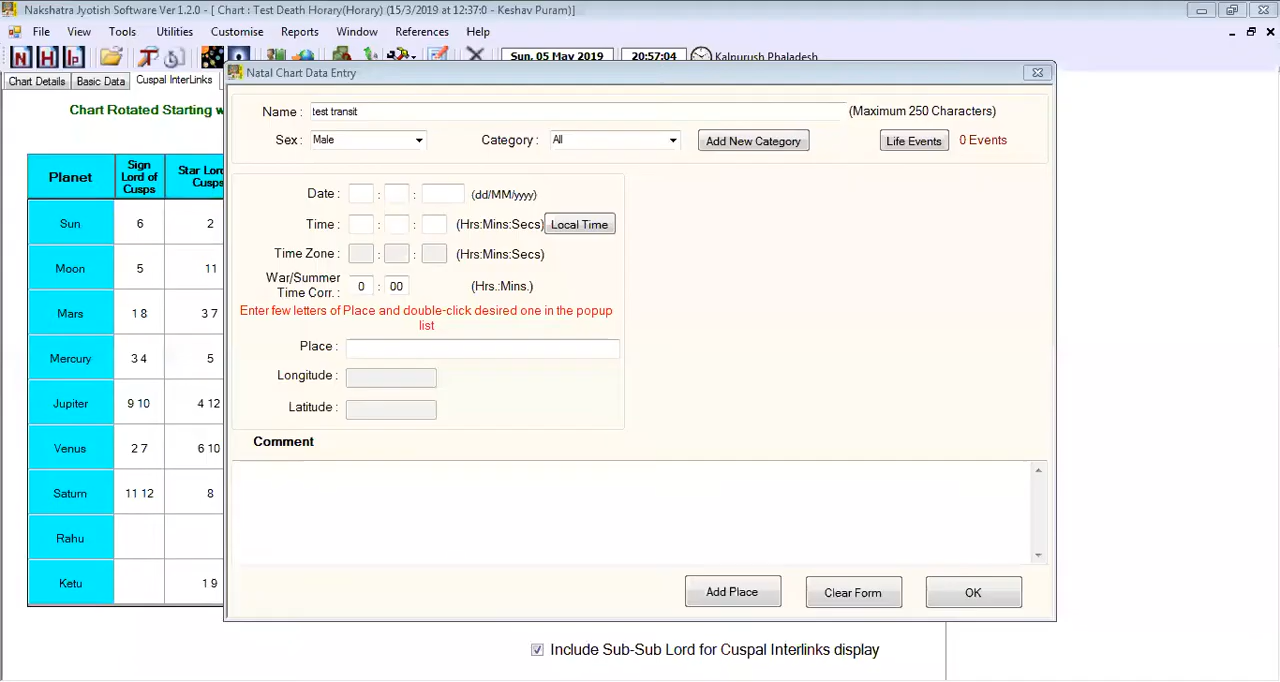 Nakshatra Jyotish Software Ver 1.2.0 - [ Chart : Test Death Horary(Horary) (15/3/2019 at 12:37:0 - Keshav Puram)]
File View Tools Utilities Customise Reports Window References Help
N H Ip Sun, 05 May 2019 20:57:04 Kalpurush Phaladesh
Chart Details Basic Data Cuspal InterLinks
Natal Chart Data Entry
Chart Rotated Starting w
Name : test transit (Maximum 250 Characters)
Sex : Male Category : All Add New Category Life Events 0 Events
Planet Sign Lord of Cusps Star Lord Cusps
Sun 6 2
Moon 5 11
Mars 1 8 3 7
Mercury 3 4 5
Jupiter 9 10 4 12
Venus 2 7 6 10
Saturn 11 12 8
Rahu
Ketu 1 9
Date : : : (dd/MM/yyyy)
Time : : : (Hrs:Mins:Secs) Local Time
Time Zone : : : (Hrs:Mins:Secs)
War/Summer
Time Corr. : 0 : 00 (Hrs.:Mins.)
Enter few letters of Place and double-click desired one in the popup
list
Place :
Longitude :
Latitude :
Comment
Add Place Clear Form OK
Include Sub-Sub Lord for Cuspal Interlinks display